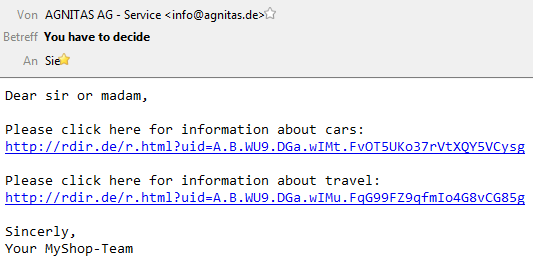 Von AGNITAS AG - Service <info@agnitas.de>
Betreff You have to decide
An Sie
Dear sir or madam,
Please click here for information about cars:
http://rdir.de/r.html?uid=A.B.WU9.DGa.wIMt.FvOT5UKo37rVtXQY5VCysg
Please click here for information about travel:
http://rdir.de/r.html?uid=A.B.WU9.DGa.wIMu.FqG99FZ9qfmIo4G8vCG85g
Sincerely,
Your MyShop-Team